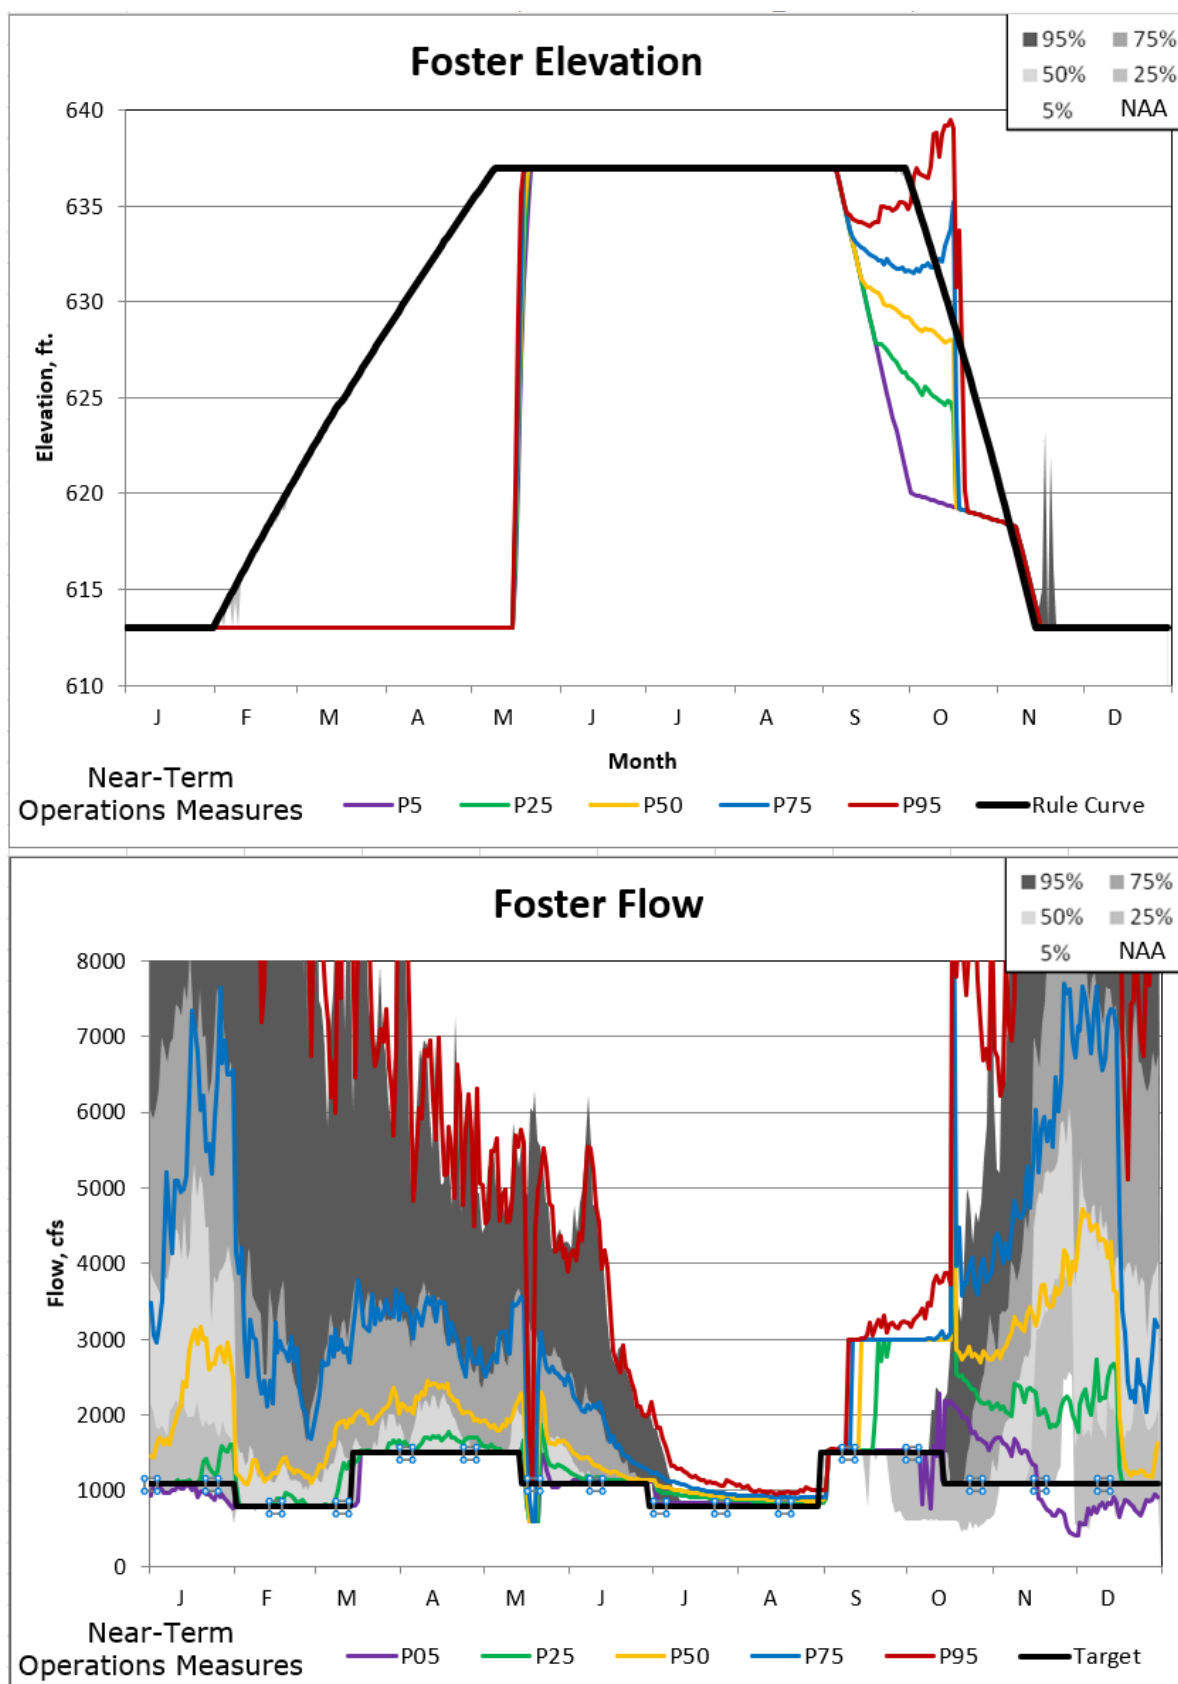 Foster Elevation
95% 75%
50% 25%
5% NAA
640
635
630
625
620
615
610
Elevation, ft.
J F M A M J J A S O N D
Month
Near-Term
Operations Measures
P5 P25 P50 P75 P95 Rule Curve
Foster Flow
95% 75%
50% 25%
5% NAA
8000
7000
6000
5000
4000
3000
2000
1000
0
Flow, cfs
J F M A M J J A S O N D
Near-Term
Operations Measures
P05 P25 P50 P75 P95 Target